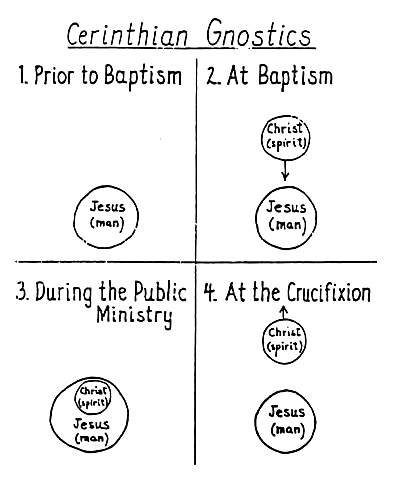 Cerinthian Gnostics
1. Prior to Baptism
Jesus
(man)
2. At Baptism
Christ
(spirit)
Jesus
(man)
3. During the Public
Ministry
Christ
(spirit)
Jesus
(man)
4. At the Crucifixion
Christ
(spirit)
Jesus
(man)